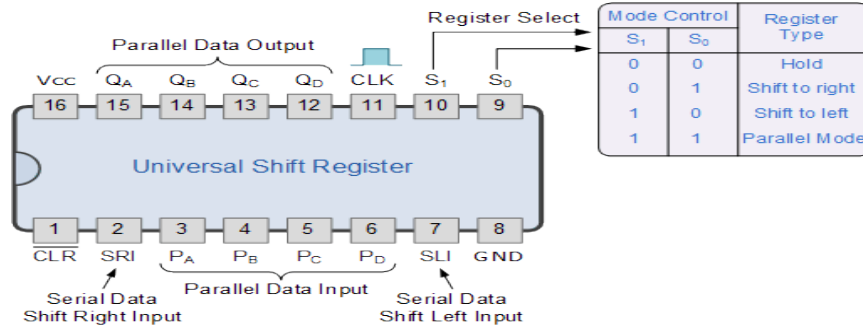 Register Select
Parallel Data Output
Vcc QA QB QC QD CLK S1 S0
16 15 14 13 12 11 10 9
Universal Shift Register
1 2 3 4 5 6 7 8
CLR SRI PA PB PC PD SLI GND
Parallel Data Input
Serial Data
Shift Right Input
Serial Data
Shift Left Input
Mode Control Register Type
S1 S0
0 0 Hold
0 1 Shift to right
1 0 Shift to left
1 1 Parallel Mode